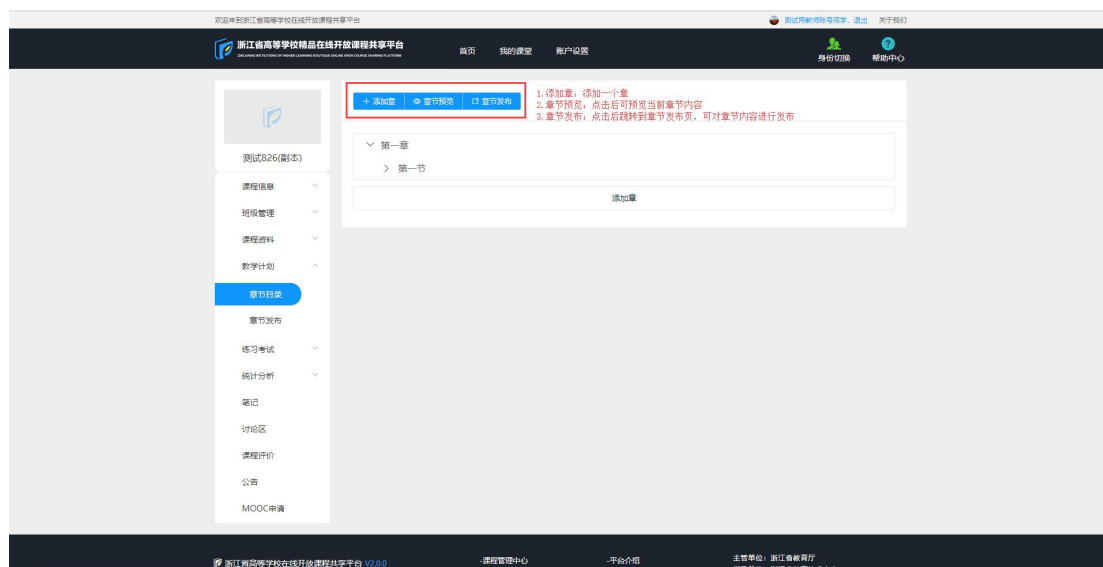 欢迎来到浙江省高等学校在线开放课程共享平台
测试用教师账号同学, 退出 关于我们
浙江省高等学校精品在线开放课程共享平台
首页 我的课堂 账户设置
身份切换 帮助中心
+ 添加章 章节预览 章节发布
1.添加章：添加一个章
2.章节预览：点击后可预览当前章节内容
3.章节发布，点击后跳转到章节发布页，可对章节内容进行发布
第一章
第一节
添加章
测试826(副本)
课程信息
班级管理
课程资料
教学计划
章节目录
章节发布
练习考试
统计分析
笔记
讨论区
课程评价
公告
MOOC申请
浙江省高等学校在线开放课程共享平台 V2.0.0
-课程管理中心
-平台介绍
主管单位：浙江省教育厅